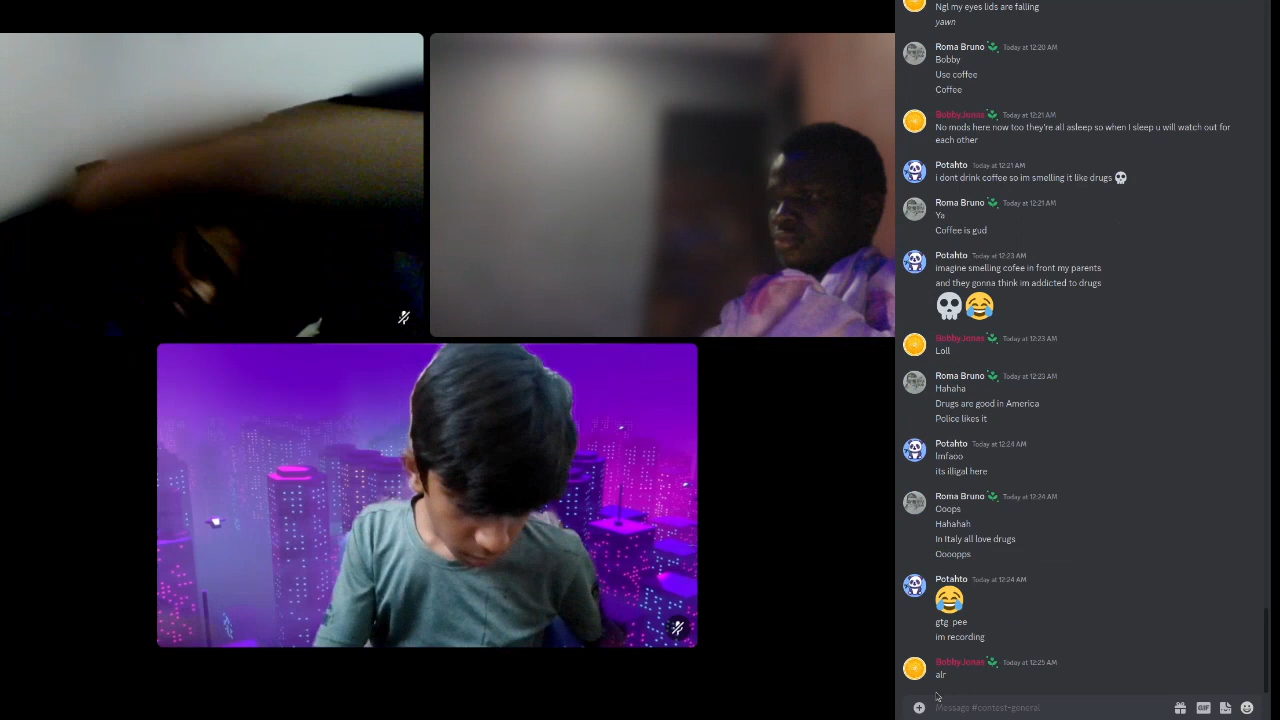 Ngl my eyes lids are falling
yawn
Roma Bruno Today at 12:20 AM
Bobby
Use coffee
Coffee
BobbyJonas Today at 12:21 AM
No mods here now too they're all asleep so when I sleep u will watch out for
each other
Potahto Today at 12:21 AM
i dont drink coffee so im smelling it like drugs
Roma Bruno Today at 12:21 AM
Ya
Coffee is gud
Potahto Today at 12:23 AM
imagine smelling cofee in front my parents
and they gonna think im addicted to drugs
BobbyJonas Today at 12:23 AM
Loll
Roma Bruno Today at 12:23 AM
Hahaha
Drugs are good in America
Police likes it
Potahto Today at 12:24 AM
lmfaoo
its illigal here
Roma Bruno Today at 12:24 AM
Ooops
Hahahah
In Italy all love drugs
Oooopps
Potahto Today at 12:24 AM
gtg pee
im recording
BobbyJonas Today at 12:25 AM
alr
Message #contest-general
GIF